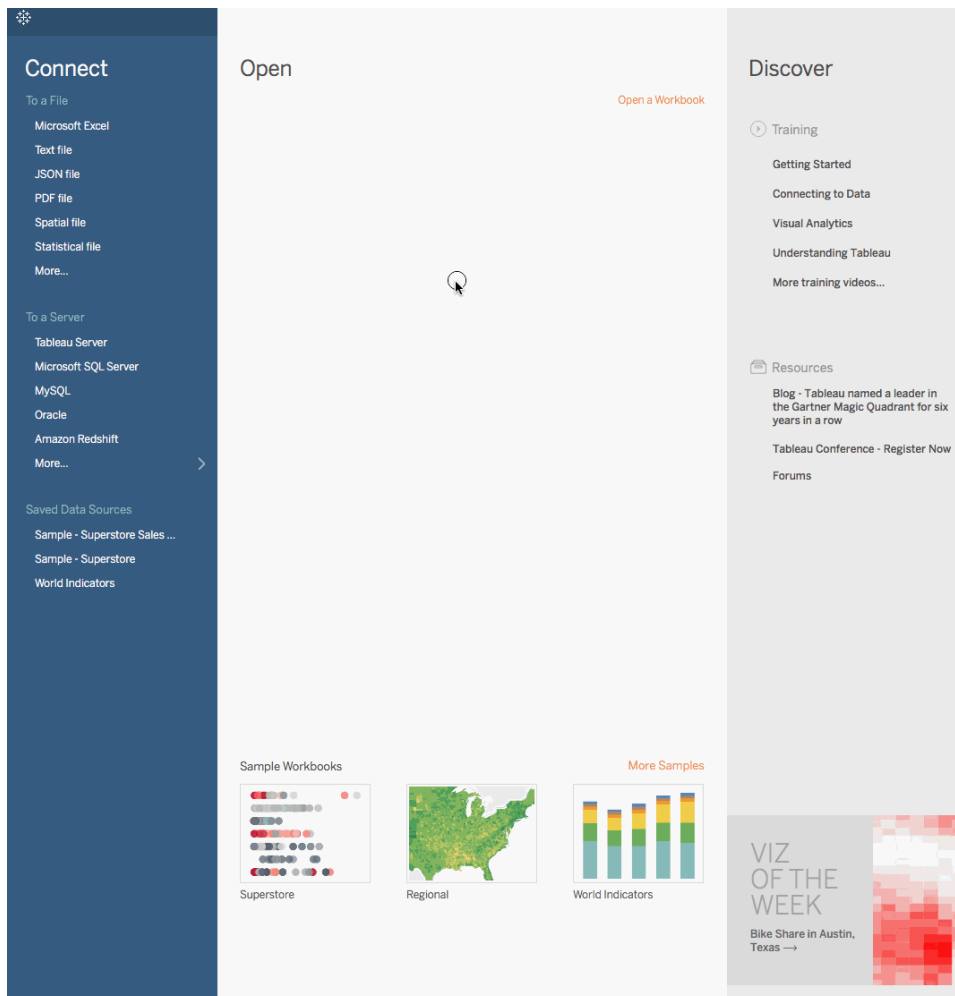 Connect
To a File
Microsoft Excel
Text file
JSON file
PDF file
Spatial file
Statistical file
More...
To a Server
Tableau Server
Microsoft SQL Server
MySQL
Oracle
Amazon Redshift
More...
Saved Data Sources
Sample - Superstore Sales ...
Sample - Superstore
World Indicators
Open
Open a Workbook
Sample Workbooks
More Samples
Superstore
Regional
World Indicators
Discover
Training
Getting Started
Connecting to Data
Visual Analytics
Understanding Tableau
More training videos...
Resources
Blog - Tableau named a leader in
the Gartner Magic Quadrant for six
years in a row
Tableau Conference - Register Now
Forums
VIZ
OF THE
WEEK
Bike Share in Austin,
Texas →